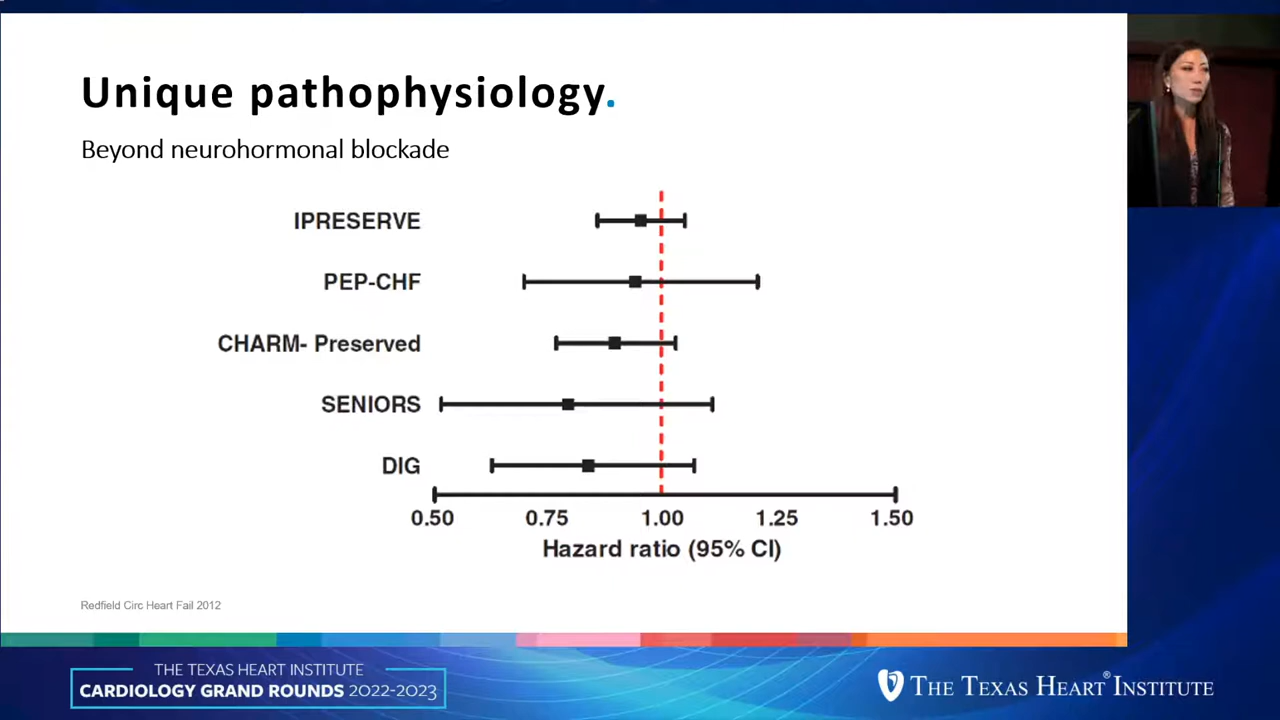 Unique pathophysiology.
Beyond neurohormonal blockade
IPRESERVE
PEP-CHF
CHARM- Preserved
SENIORS
DIG
0.50 0.75 1.00 1.25 1.50
Hazard ratio (95% CI)
Redfield Circ Heart Fail 2012
THE TEXAS HEART INSTITUTE
CARDIOLOGY GRAND ROUNDS 2022-2023
THE TEXAS HEART® INSTITUTE